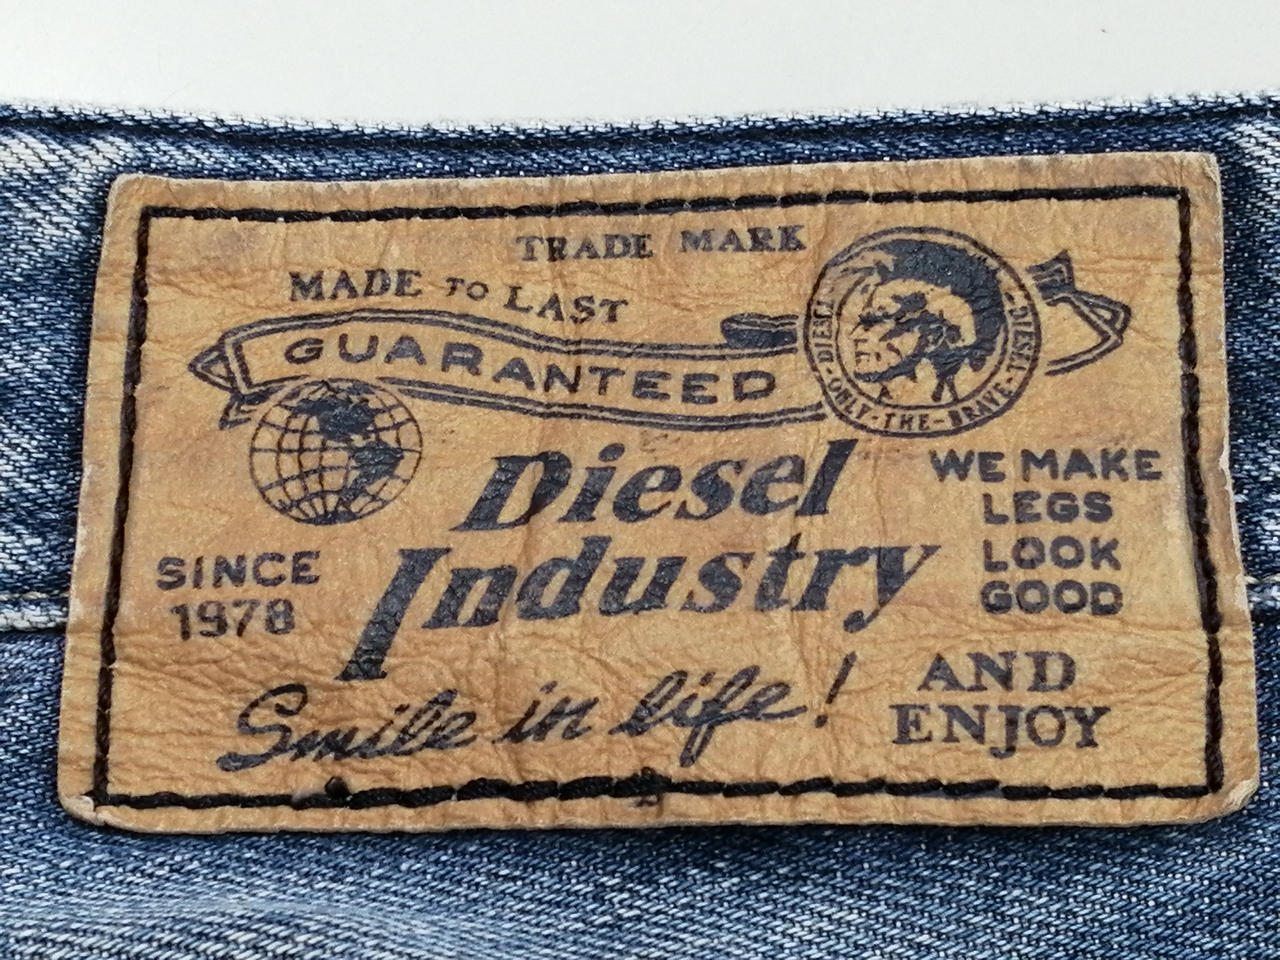 TRADE MARK
MADE TO LAST
GUARANTEED
DIESEL·ONLY-THE-BRAVE·
Diesel
Industry
SINCE
1978
WE MAKE
LEGS
LOOK
GOOD
AND
ENJOY
Smile in life!